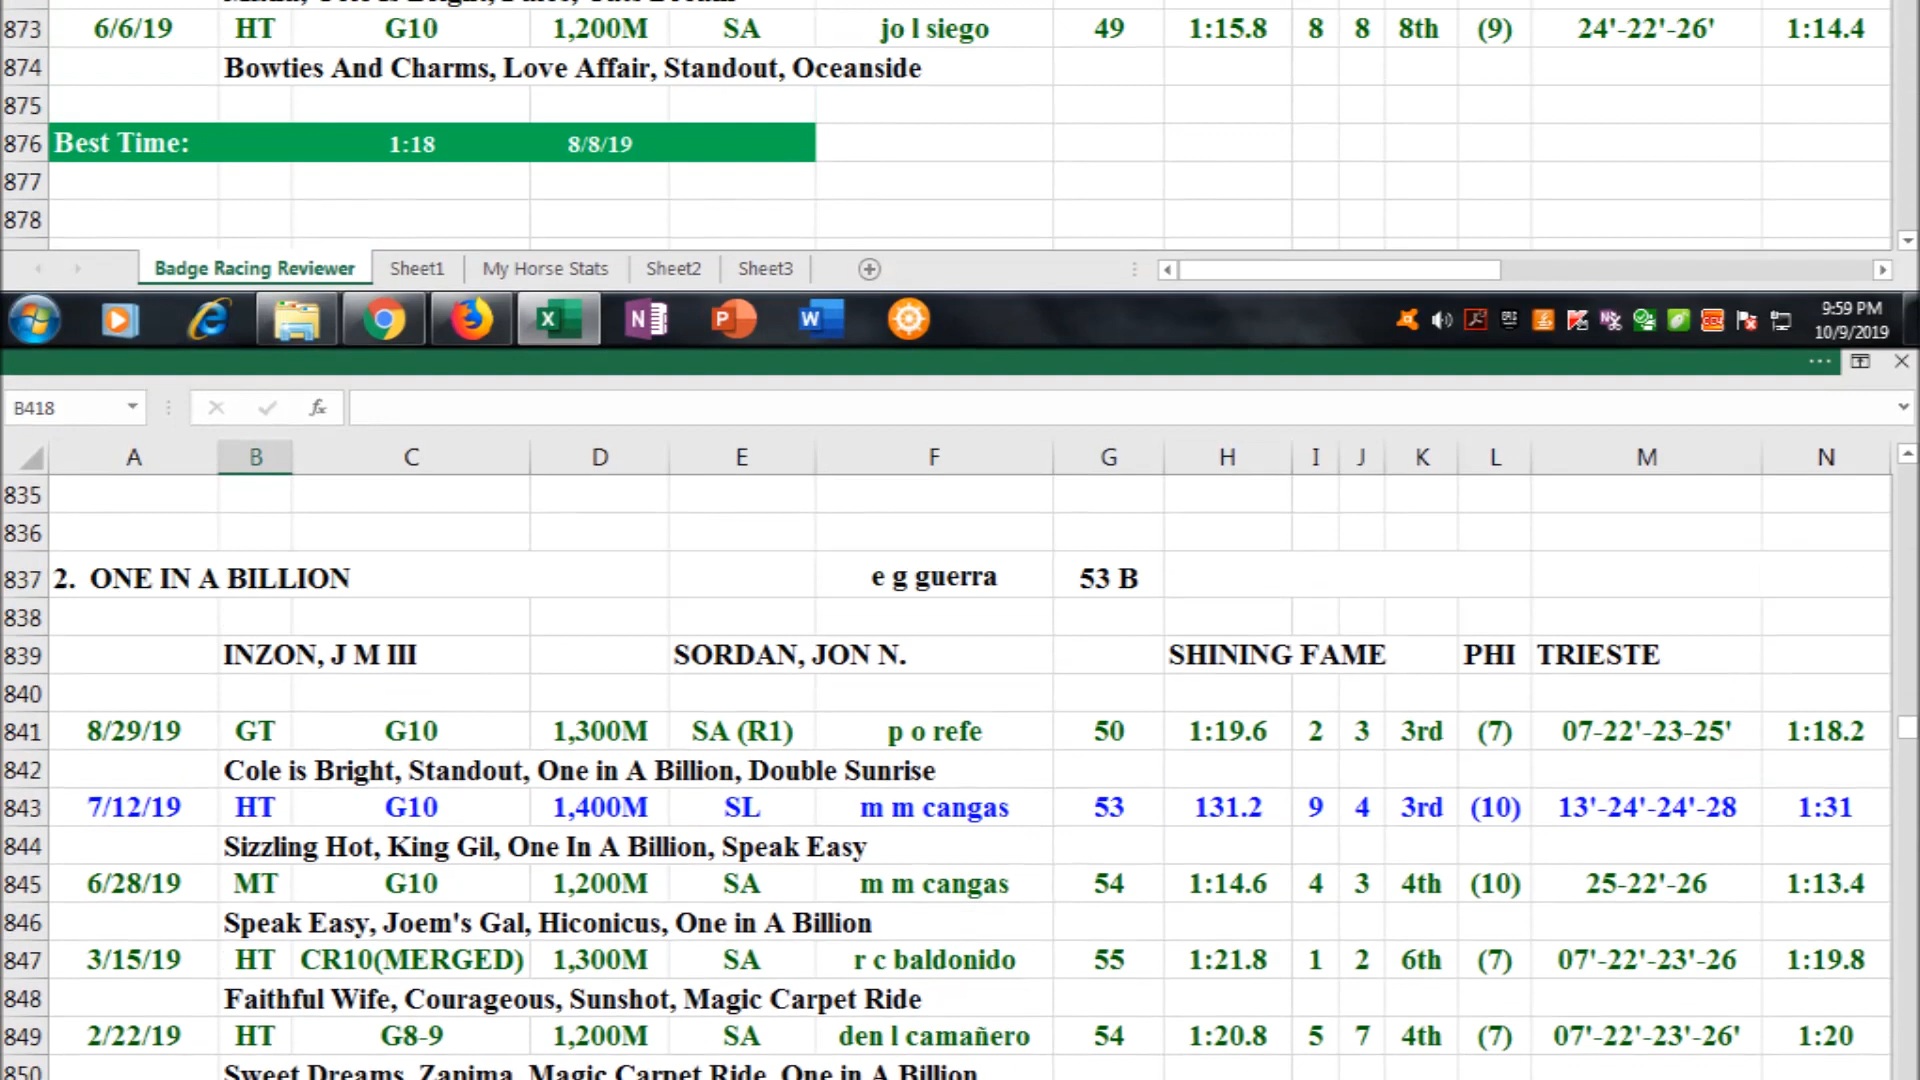 873 6/6/19 HT G10 1,200M SA jo l siego 49 1:15.8 8 8 8th (9) 24'-22'-26' 1:14.4
874 Bowties And Charms, Love Affair, Standout, Oceanside
875
876 Best Time: 1:18 8/8/19
877
878
Badge Racing Reviewer Sheet1 My Horse Stats Sheet2 Sheet3
9:59 PM
10/9/2019
B418 fx
A B C D E F G H I J K L M N
835
836
837 2. ONE IN A BILLION e g guerra 53 B
838
839 INZON, J M III SORDAN, JON N. SHINING FAME PHI TRIESTE
840
841 8/29/19 GT G10 1,300M SA (R1) p o refe 50 1:19.6 2 3 3rd (7) 07-22'-23-25' 1:18.2
842 Cole is Bright, Standout, One in A Billion, Double Sunrise
843 7/12/19 HT G10 1,400M SL m m cangas 53 131.2 9 4 3rd (10) 13'-24'-24'-28 1:31
844 Sizzling Hot, King Gil, One In A Billion, Speak Easy
845 6/28/19 MT G10 1,200M SA m m cangas 54 1:14.6 4 3 4th (10) 25-22'-26 1:13.4
846 Speak Easy, Joem's Gal, Hiconicus, One in A Billion
847 3/15/19 HT CR10(MERGED) 1,300M SA r c baldonido 55 1:21.8 1 2 6th (7) 07'-22'-23'-26 1:19.8
848 Faithful Wife, Courageous, Sunshot, Magic Carpet Ride
849 2/22/19 HT G8-9 1,200M SA den l camañero 54 1:20.8 5 7 4th (7) 07'-22'-23'-26' 1:20
850 Sweet Dreams, Zapima, Magic Carpet Ride, One in A Billion